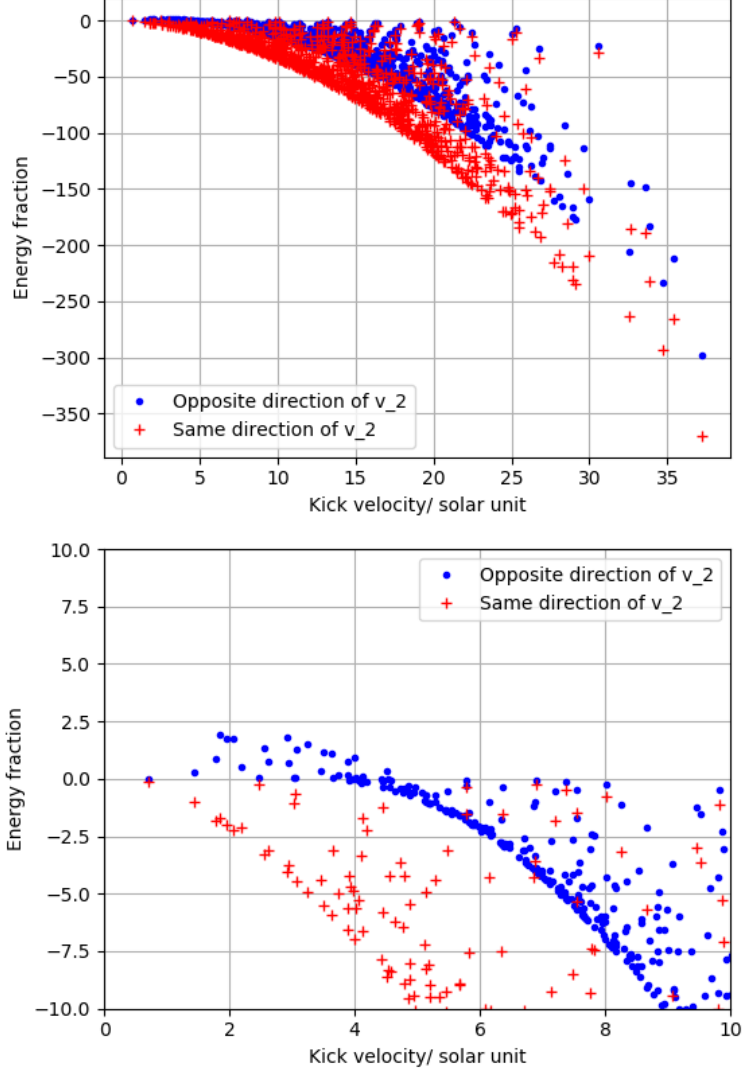 0
−50
−100
−150
−200
−250
−300
−350
Energy fraction
Opposite direction of v_2
Same direction of v_2
0 5 10 15 20 25 30 35
Kick velocity/ solar unit
10.0
7.5
5.0
2.5
0.0
−2.5
−5.0
−7.5
−10.0
Energy fraction
Opposite direction of v_2
Same direction of v_2
0 2 4 6 8 10
Kick velocity/ solar unit